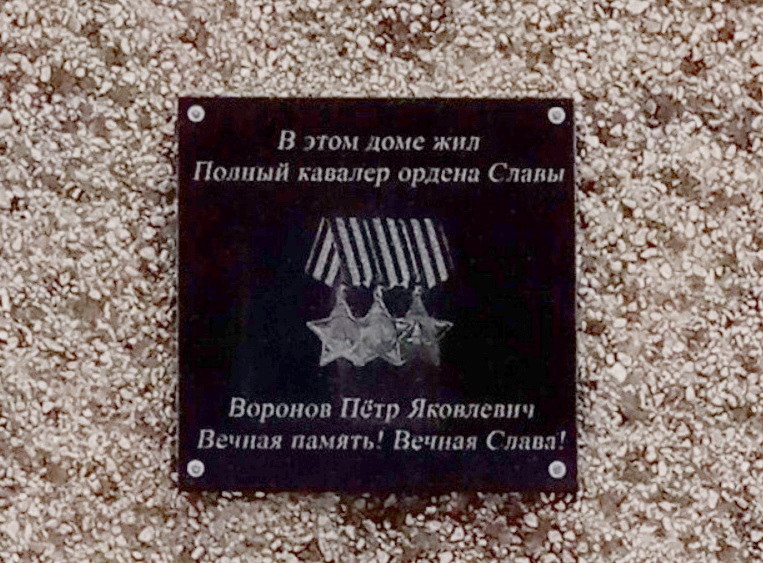 В этом доме жил
Полный кавалер ордена Славы
Воронов Пётр Яковлевич
Вечная память! Вечная Слава!